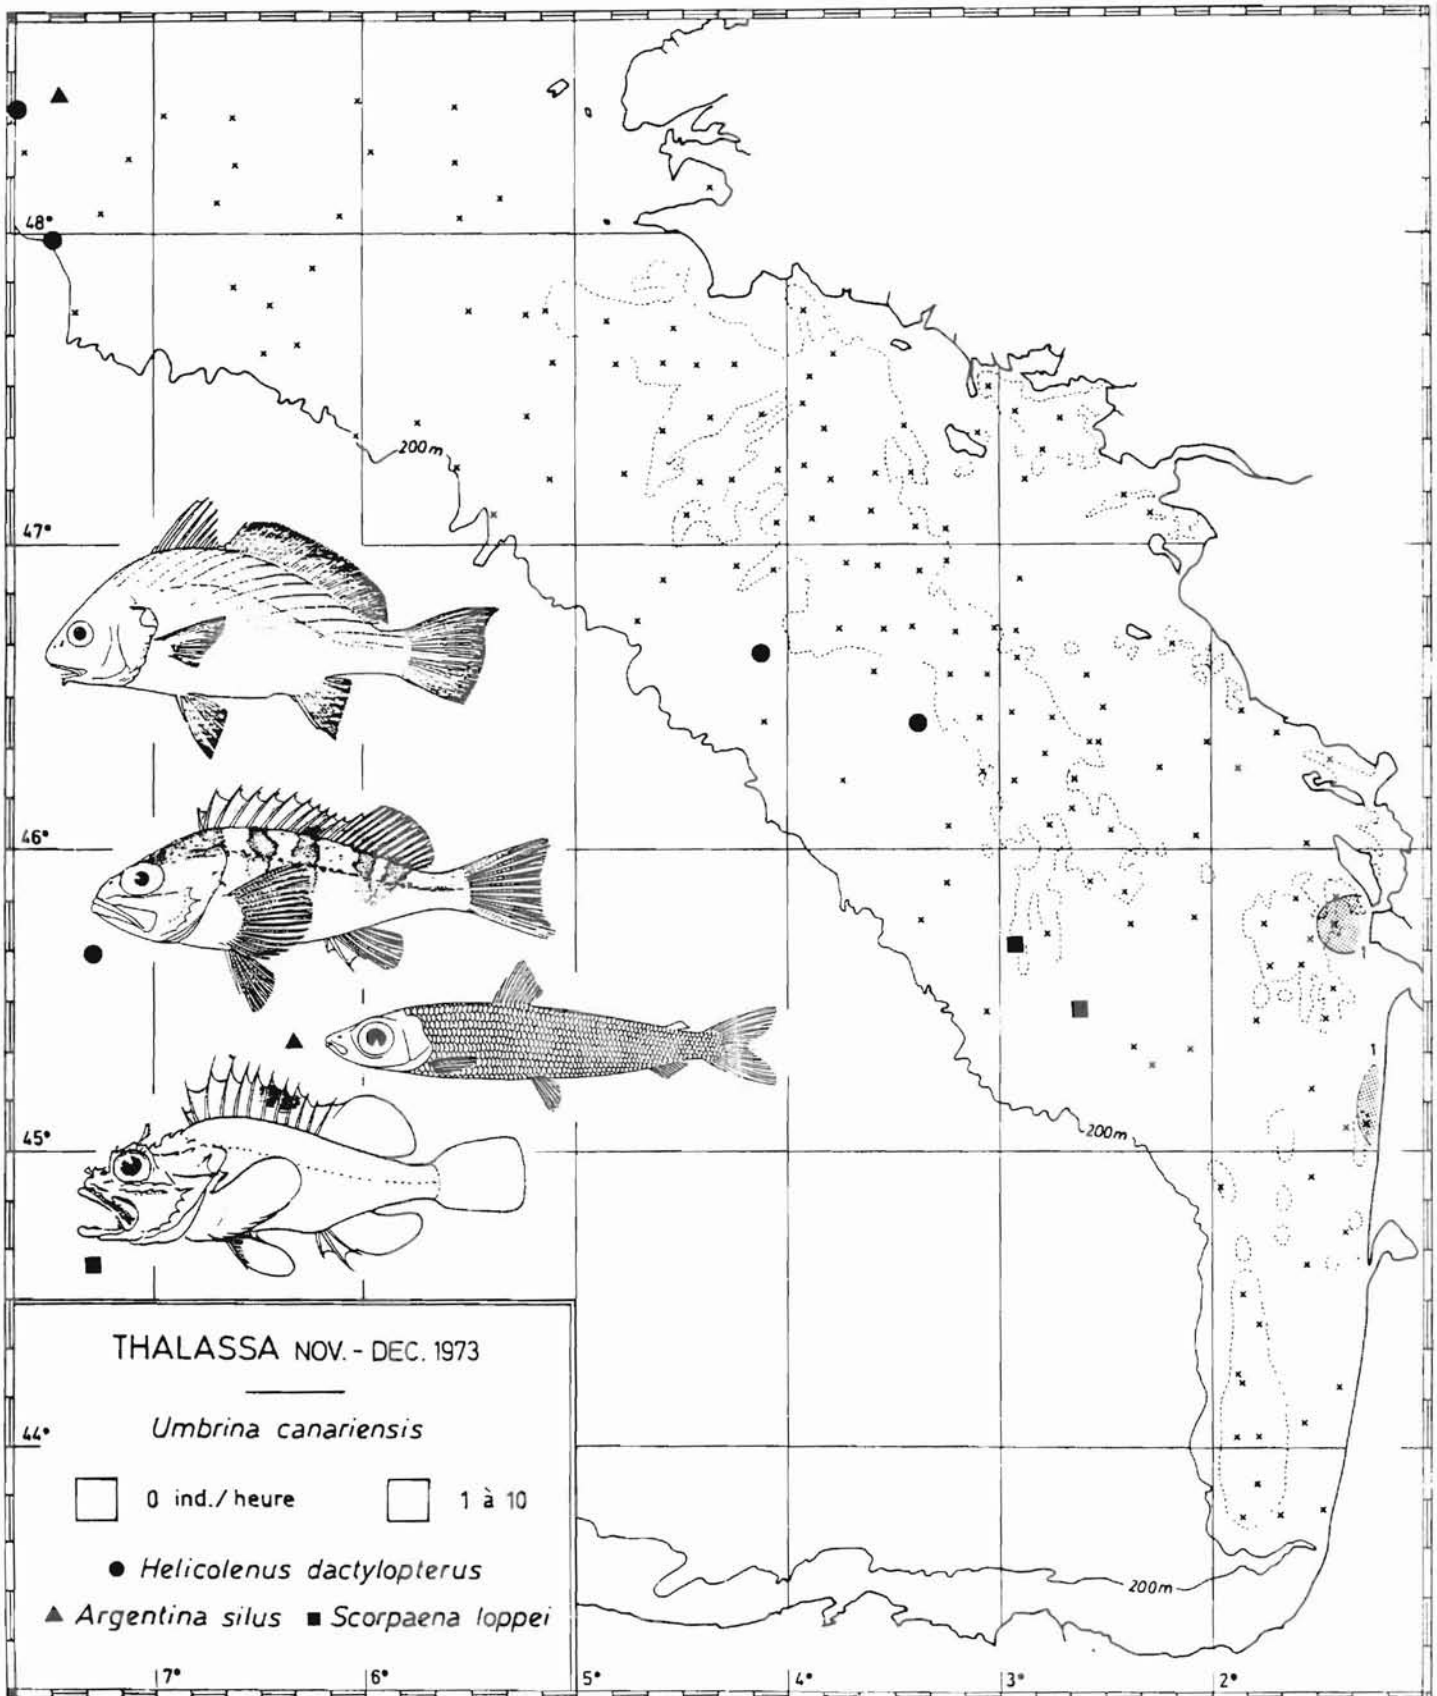 48°
200m
47°
46°
1
1
45°
200m
THALASSA NOV.- DEC. 1973
Umbrina canariensis
0 ind./heure
1 à 10
44°
Helicolenus dactylopterus
Argentina silus
Scorpaena loppei
200m
7°
6°
5°
4°
3°
2°